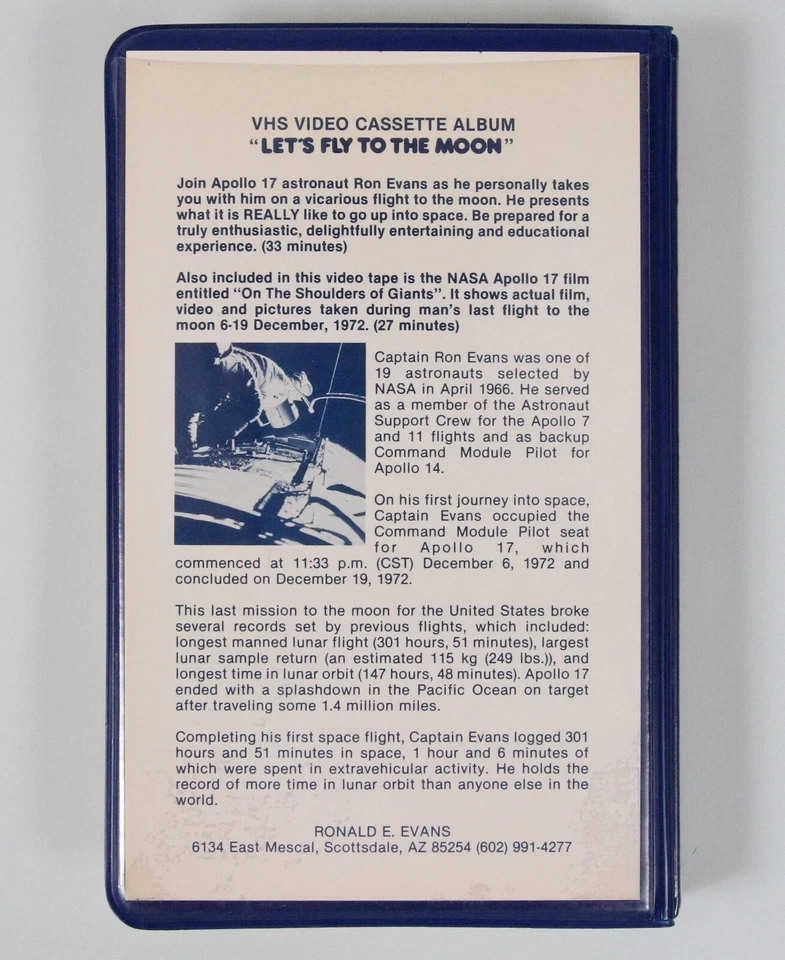 VHS VIDEO CASSETTE ALBUM
“LET'S FLY TO THE MOON”
Join Apollo 17 astronaut Ron Evans as he personally takes
you with him on a vicarious flight to the moon. He presents
what it is REALLY like to go up into space. Be prepared for a
truly enthusiastic, delightfully entertaining and educational
experience. (33 minutes)
Also included in this video tape is the NASA Apollo 17 film
entitled “On The Shoulders of Giants”. It shows actual film,
video and pictures taken during man's last flight to the
moon 6-19 December, 1972. (27 minutes)
Captain Ron Evans was one of
19 astronauts selected by
NASA in April 1966. He served
as a member of the Astronaut
Support Crew for the Apollo 7
and 11 flights and as backup
Command Module Pilot for
Apollo 14.
On his first journey into space,
Captain Evans occupied the
Command Module Pilot seat
for Apollo 17, which
commenced at 11:33 p.m. (CST) December 6, 1972 and
concluded on December 19, 1972.
This last mission to the moon for the United States broke
several records set by previous flights, which included:
longest manned lunar flight (301 hours, 51 minutes), largest
lunar sample return (an estimated 115 kg (249 lbs.)), and
longest time in lunar orbit (147 hours, 48 minutes). Apollo 17
ended with a splashdown in the Pacific Ocean on target
after traveling some 1.4 million miles.
Completing his first space flight, Captain Evans logged 301
hours and 51 minutes in space, 1 hour and 6 minutes of
which were spent in extravehicular activity. He holds the
record of more time in lunar orbit than anyone else in the
world.
RONALD E. EVANS
6134 East Mescal, Scottsdale, AZ 85254 (602) 991-4277